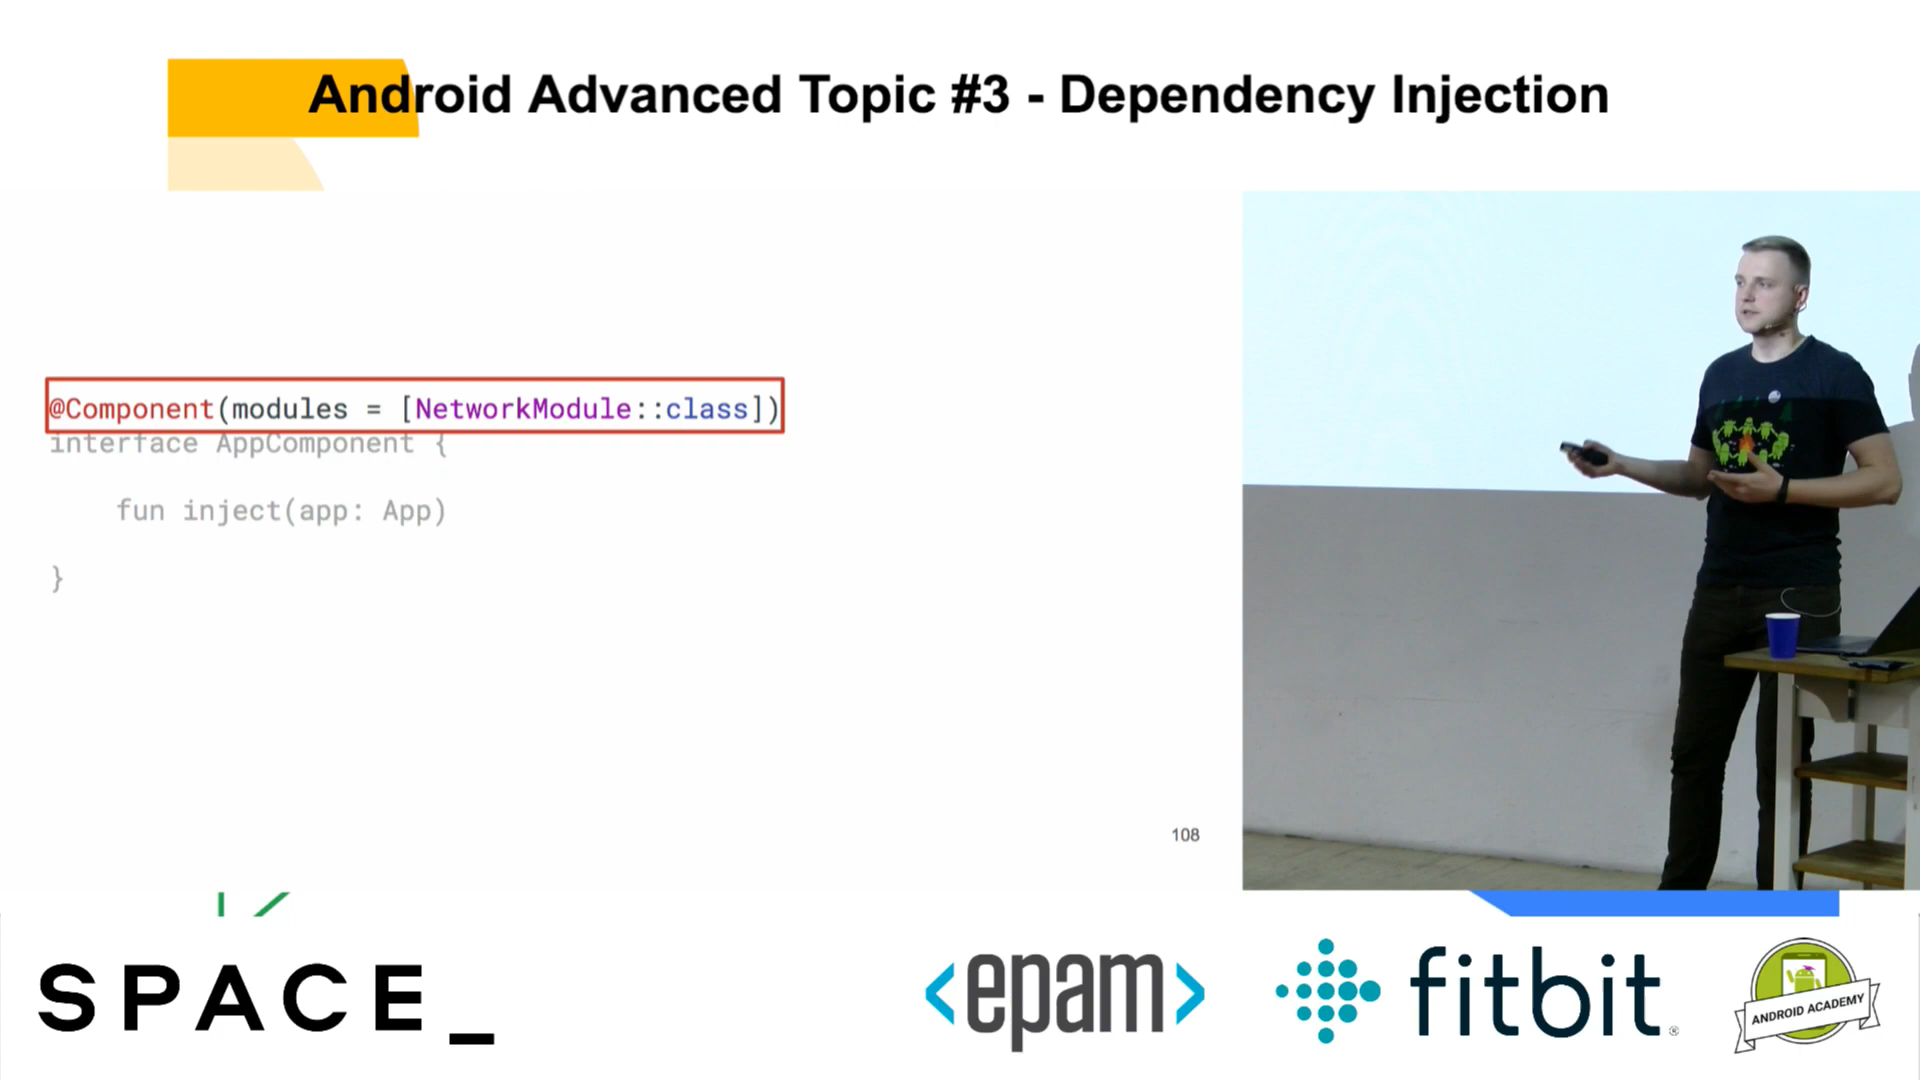 Android Advanced Topic #3 - Dependency Injection
@Component(modules = [NetworkModule::class])
interface AppComponent {
fun inject(app: App)
}
108
SPACE_
<epam>
fitbit®
ANDROID ACADEMY